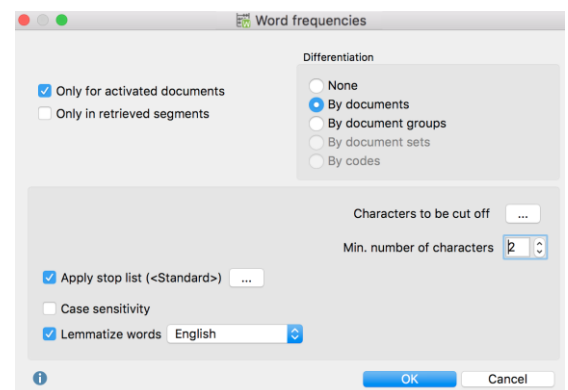 Word frequencies
Differentiation
Only for activated documents
Only in retrieved segments
None
By documents
By document groups
By document sets
By codes
Characters to be cut off ...
Min. number of characters 2
Apply stop list (<Standard>) ...
Case sensitivity
Lemmatize words English
OK Cancel